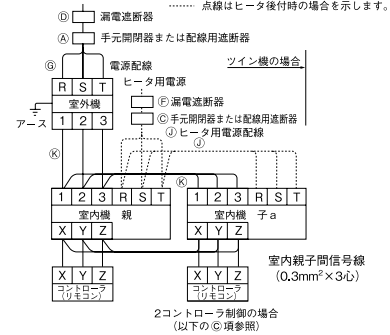 点線はヒータ後付時の場合を示します。
Ⓓ 漏電遮断器
Ⓐ 手元開閉器または配線用遮断器
Ⓖ 電源配線
R S T
室外機
1 2 3
アース
ヒータ用電源
Ⓕ 漏電遮断器
Ⓒ 手元開閉器または配線用遮断器
Ⓙ ヒータ用電源配線
Ⓙ
ツイン機の場合
Ⓚ
Ⓚ
1 2 3 R S T
室内機 親
X Y Z
1 2 3 R S T
室内機 子a
X Y Z
X Y Z
コントローラ
(リモコン)
X Y Z
コントローラ
(リモコン)
室内親子間信号線
(0.3mm²×3心)
2コントローラ制御の場合
(以下のⒸ項参照)